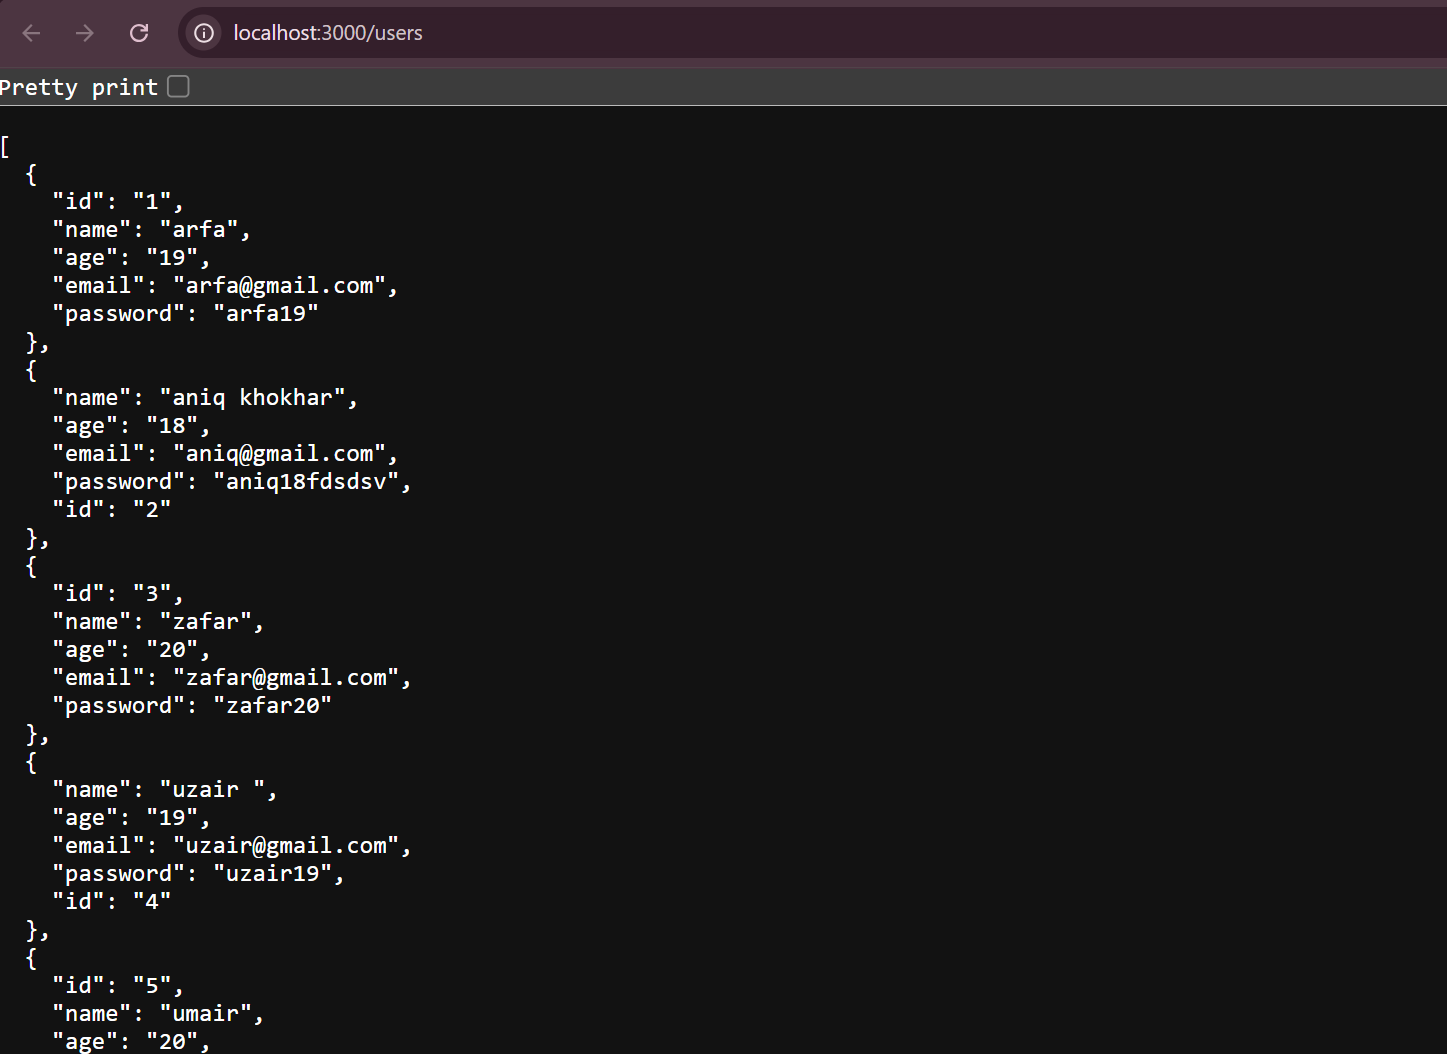 localhost:3000/users
Pretty print
[
  {
    "id": "1",
    "name": "arfa",
    "age": "19",
    "email": "arfa@gmail.com",
    "password": "arfa19"
  },
  {
    "name": "aniq khokhar",
    "age": "18",
    "email": "aniq@gmail.com",
    "password": "aniq18fdsdsv",
    "id": "2"
  },
  {
    "id": "3",
    "name": "zafar",
    "age": "20",
    "email": "zafar@gmail.com",
    "password": "zafar20"
  },
  {
    "name": "uzair ",
    "age": "19",
    "email": "uzair@gmail.com",
    "password": "uzair19",
    "id": "4"
  },
  {
    "id": "5",
    "name": "umair",
    "age": "20",